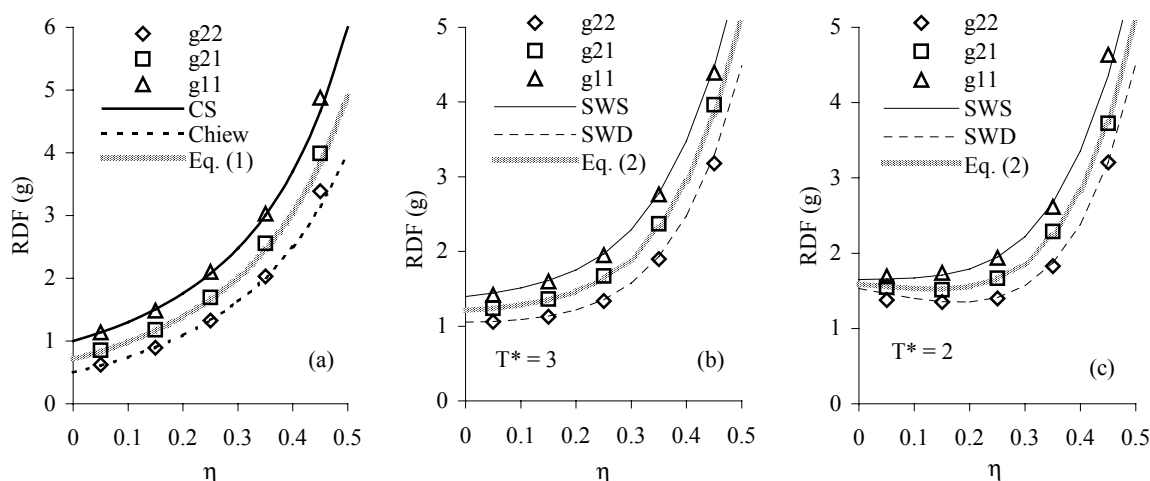 6
5
4
3
2
1
0
0
0.1
0.2
0.3
0.4
0.5
RDF (g)
η
g22
g21
g11
CS
Chiew
Eq. (1)
(a)
5
4
3
2
1
0
0
0.1
0.2
0.3
0.4
0.5
RDF (g)
η
g22
g21
g11
SWS
SWD
Eq. (2)
T* = 3
(b)
5
4
3
2
1
0
0
0.1
0.2
0.3
0.4
0.5
RDF (g)
η
g22
g21
g11
SWS
SWD
Eq. (2)
T* = 2
(c)